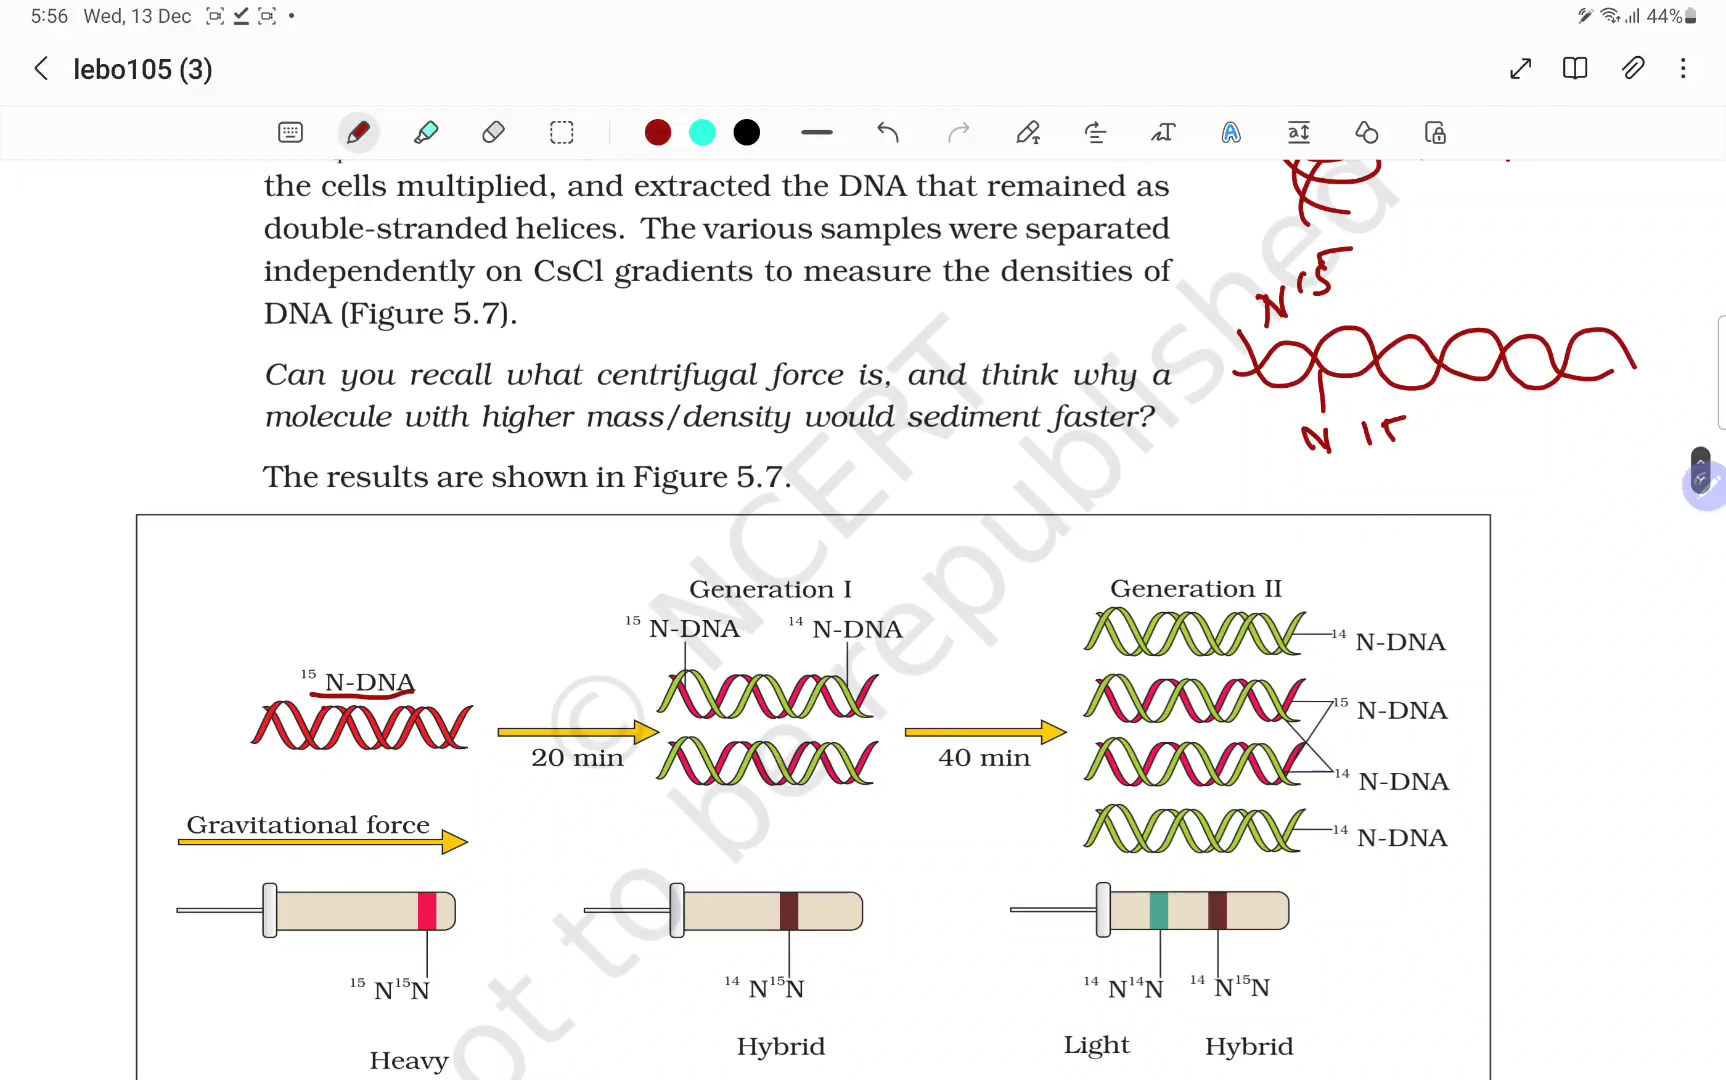 5:56 Wed, 13 Dec
44%
lebo105 (3)
the cells multiplied, and extracted the DNA that remained as
double-stranded helices. The various samples were separated
independently on CsCl gradients to measure the densities of
DNA (Figure 5.7).
Can you recall what centrifugal force is, and think why a
molecule with higher mass/density would sediment faster?
The results are shown in Figure 5.7.
N 15
N 15
© NCERT
not to be republished
Generation I
Generation II
15 N-DNA
15 N-DNA 14 N-DNA
14 N-DNA
15 N-DNA
14 N-DNA
14 N-DNA
20 min
40 min
Gravitational force
15 N15N
14 N15N
14 N14N 14 N15N
Heavy
Hybrid
Light Hybrid